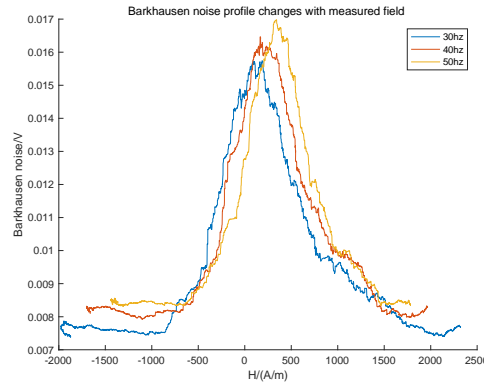 Barkhausen noise profile changes with measured field
0.017
0.016
0.015
0.014
0.013
0.012
0.011
0.01
0.009
0.008
0.007
Barkhausen noise/V
30hz
40hz
50hz
-2000 -1500 -1000 -500 0 500 1000 1500 2000 2500
H/(A/m)